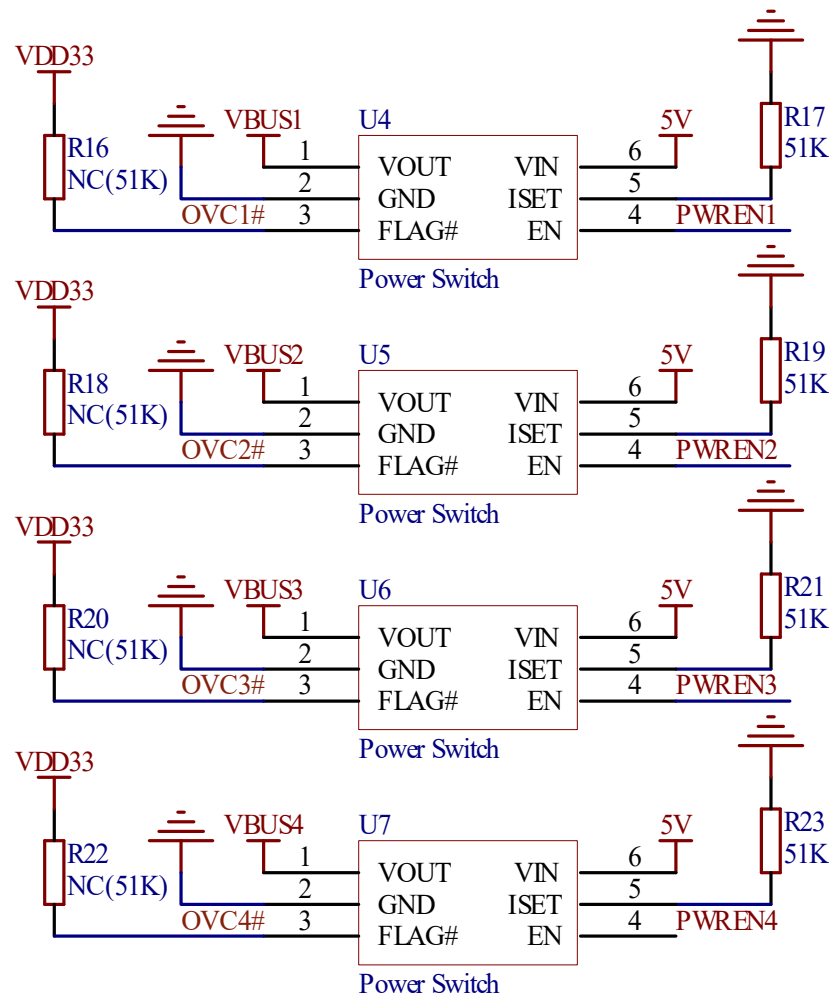 VDD33
R16
NC(51K)
VBUS1
U4
5V
R17
51K
1 VOUT VIN 6
2 GND ISET 5
OVC1# 3 FLAG# EN 4 PWREN1
Power Switch
VDD33
R18
NC(51K)
VBUS2
U5
5V
R19
51K
1 VOUT VIN 6
2 GND ISET 5
OVC2# 3 FLAG# EN 4 PWREN2
Power Switch
VDD33
R20
NC(51K)
VBUS3
U6
5V
R21
51K
1 VOUT VIN 6
2 GND ISET 5
OVC3# 3 FLAG# EN 4 PWREN3
Power Switch
VDD33
R22
NC(51K)
VBUS4
U7
5V
R23
51K
1 VOUT VIN 6
2 GND ISET 5
OVC4# 3 FLAG# EN 4 PWREN4
Power Switch